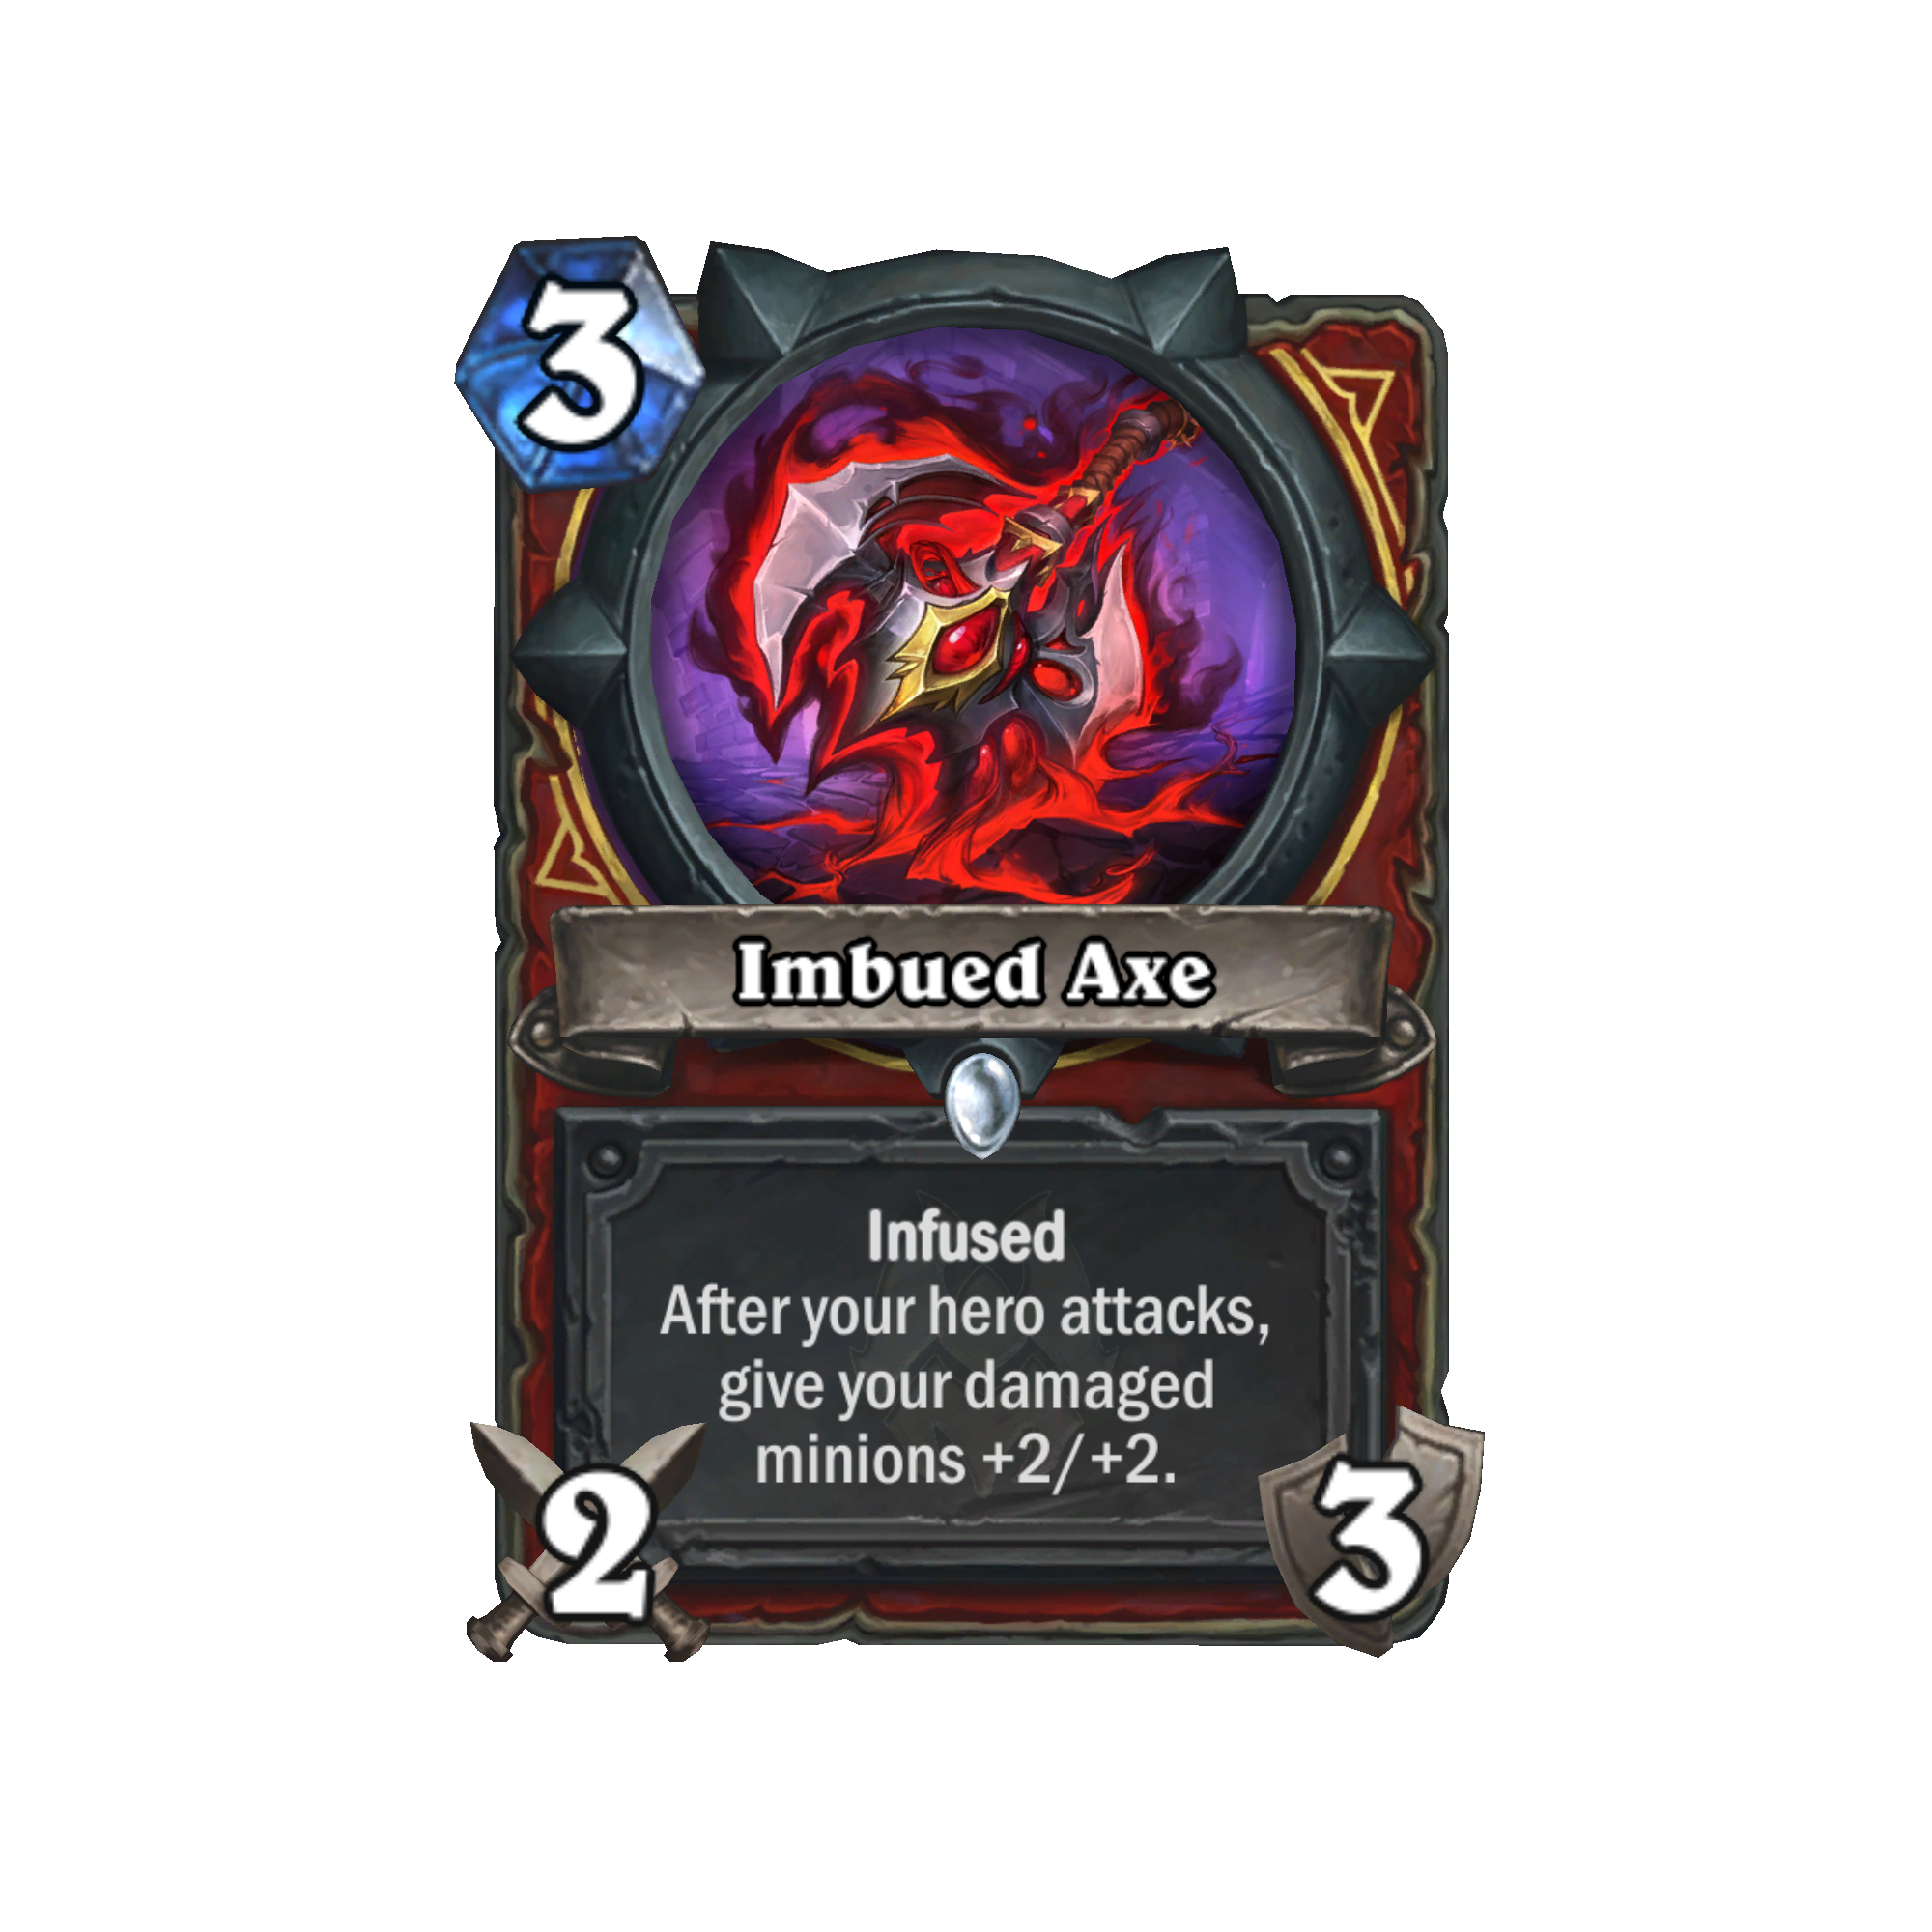 3
Imbued Axe
Infused
After your hero attacks,
give your damaged
minions +2/+2.
2
3